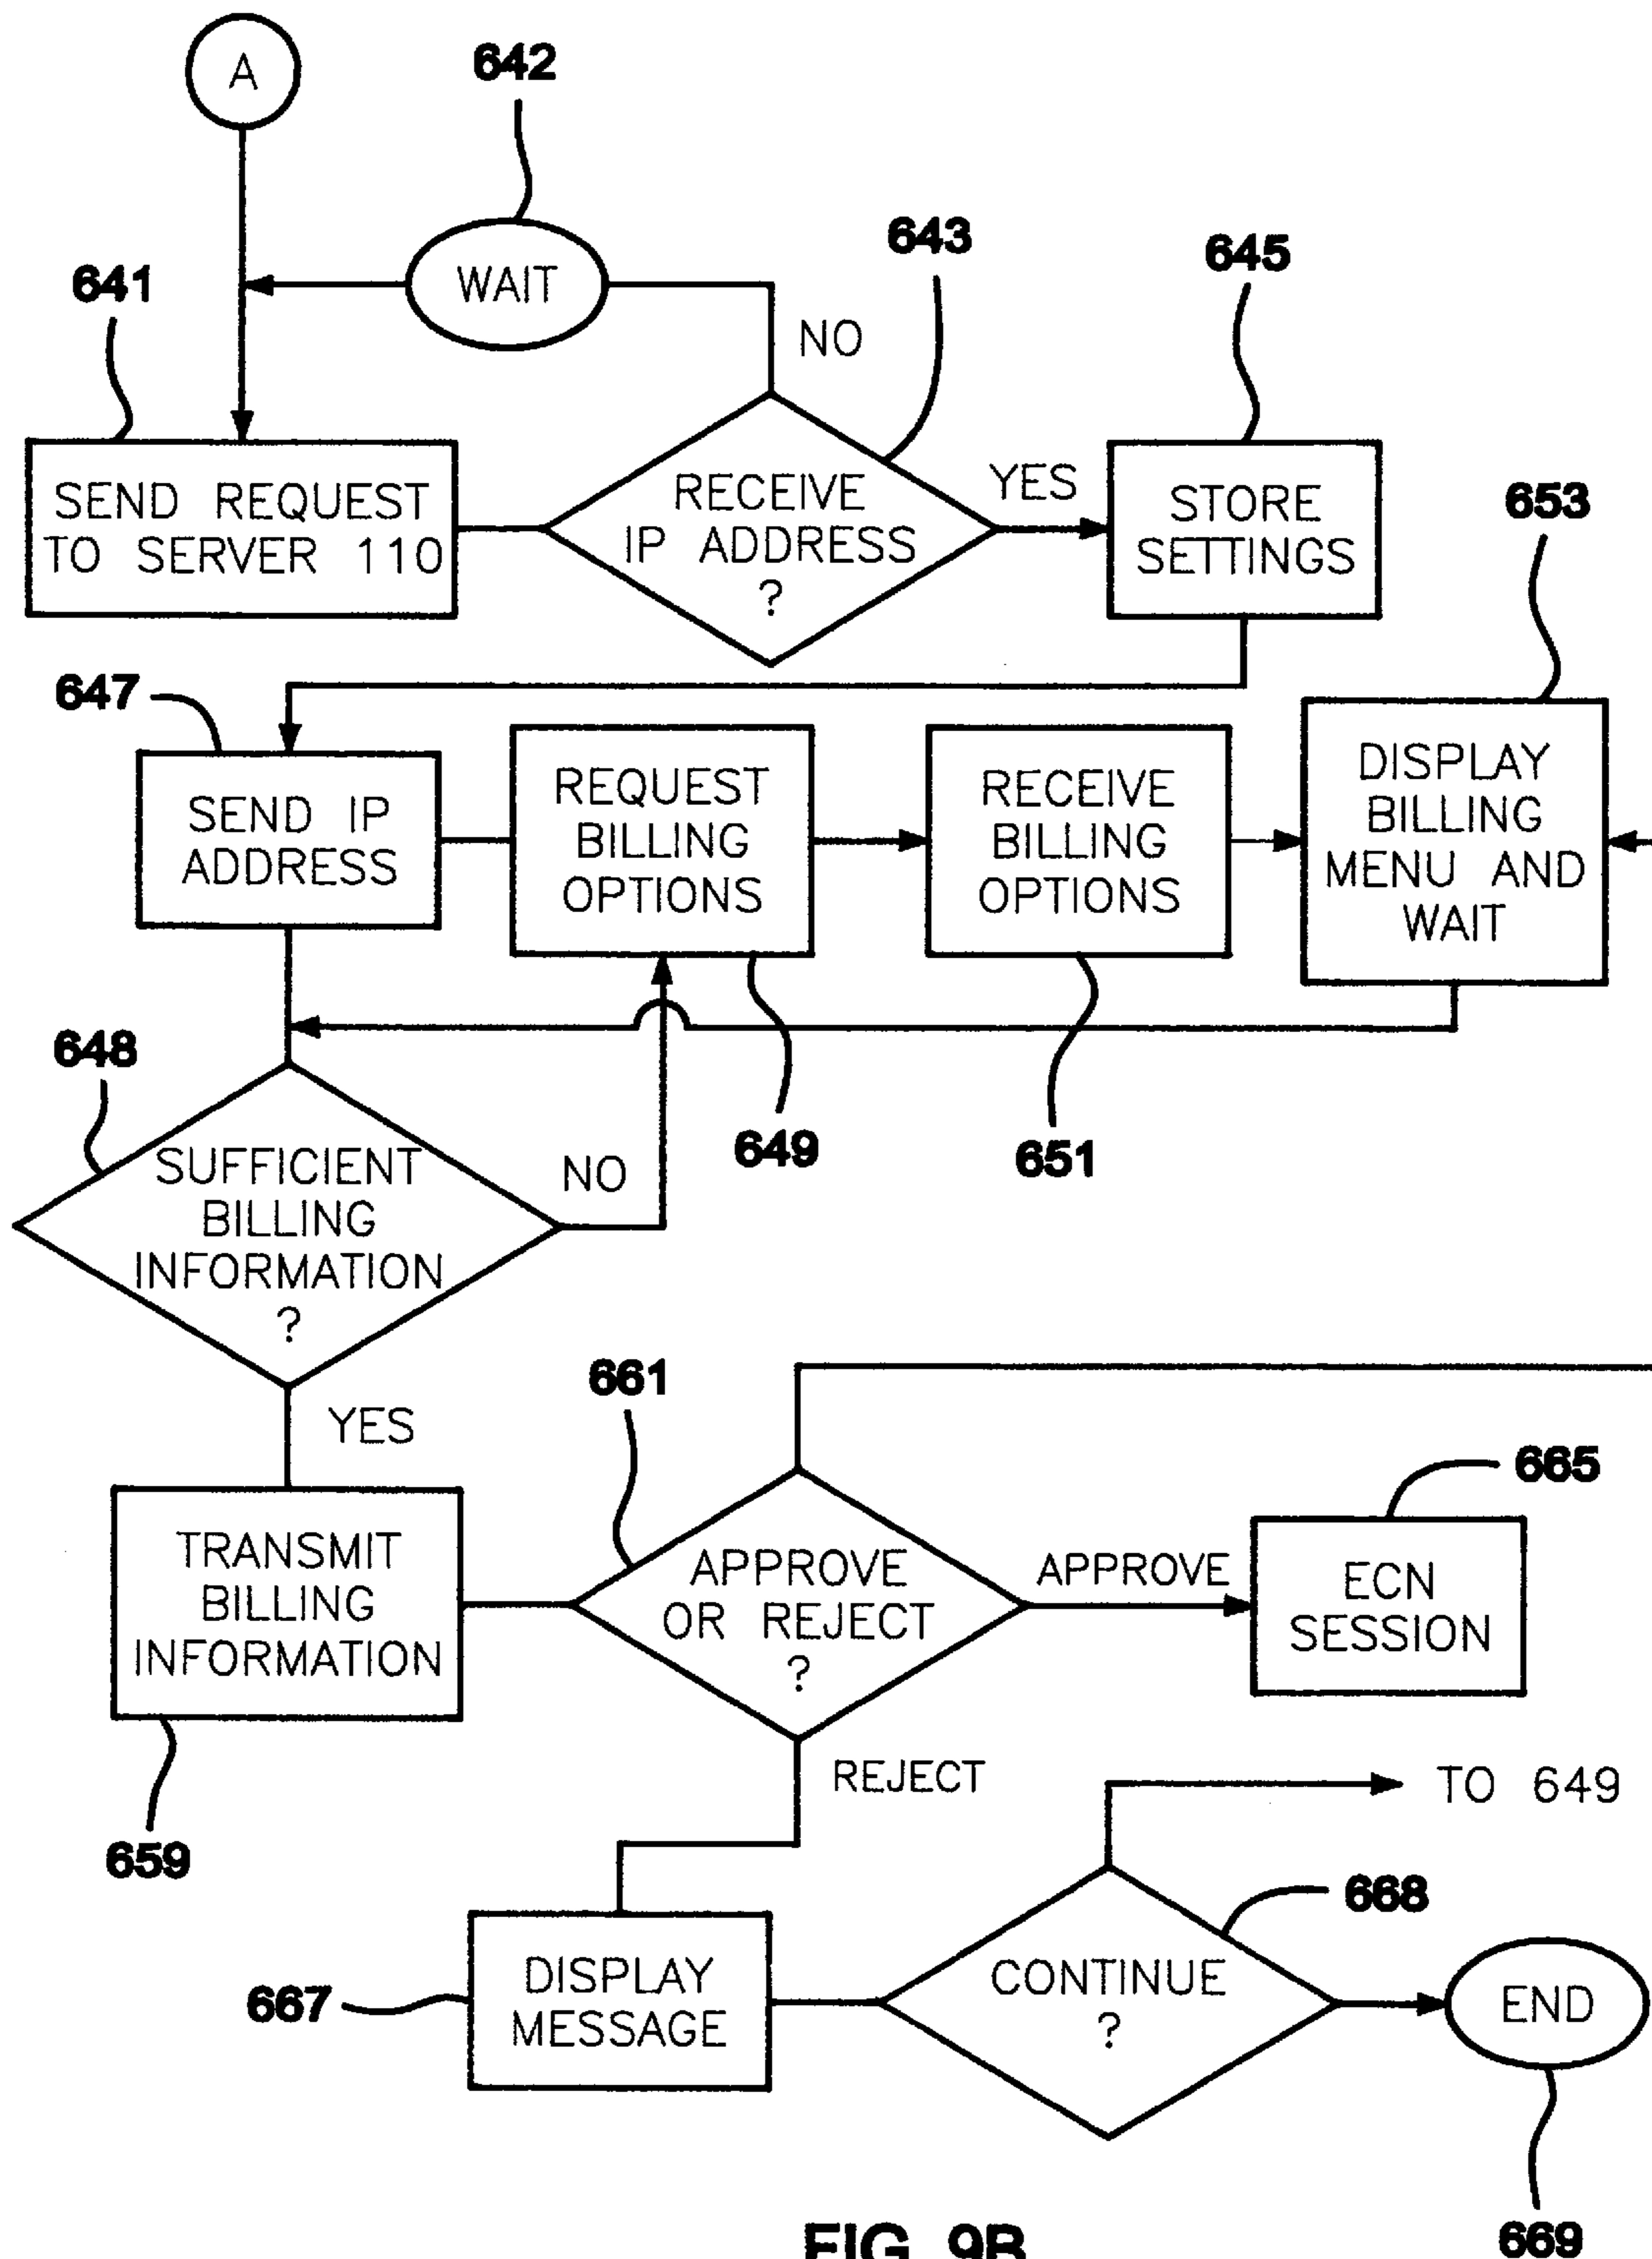 A
642
WAIT
643
645
641
NO
SEND REQUEST
TO SERVER 110
RECEIVE
IP ADDRESS
?
YES
STORE
SETTINGS
653
647
SEND IP
ADDRESS
REQUEST
BILLING
OPTIONS
RECEIVE
BILLING
OPTIONS
DISPLAY
BILLING
MENU AND
WAIT
648
649
651
SUFFICIENT
BILLING
INFORMATION
?
NO
YES
661
665
TRANSMIT
BILLING
INFORMATION
APPROVE
OR REJECT
?
APPROVE
ECN
SESSION
659
REJECT
TO 649
668
667
DISPLAY
MESSAGE
CONTINUE
?
END
669
FIG. 9B